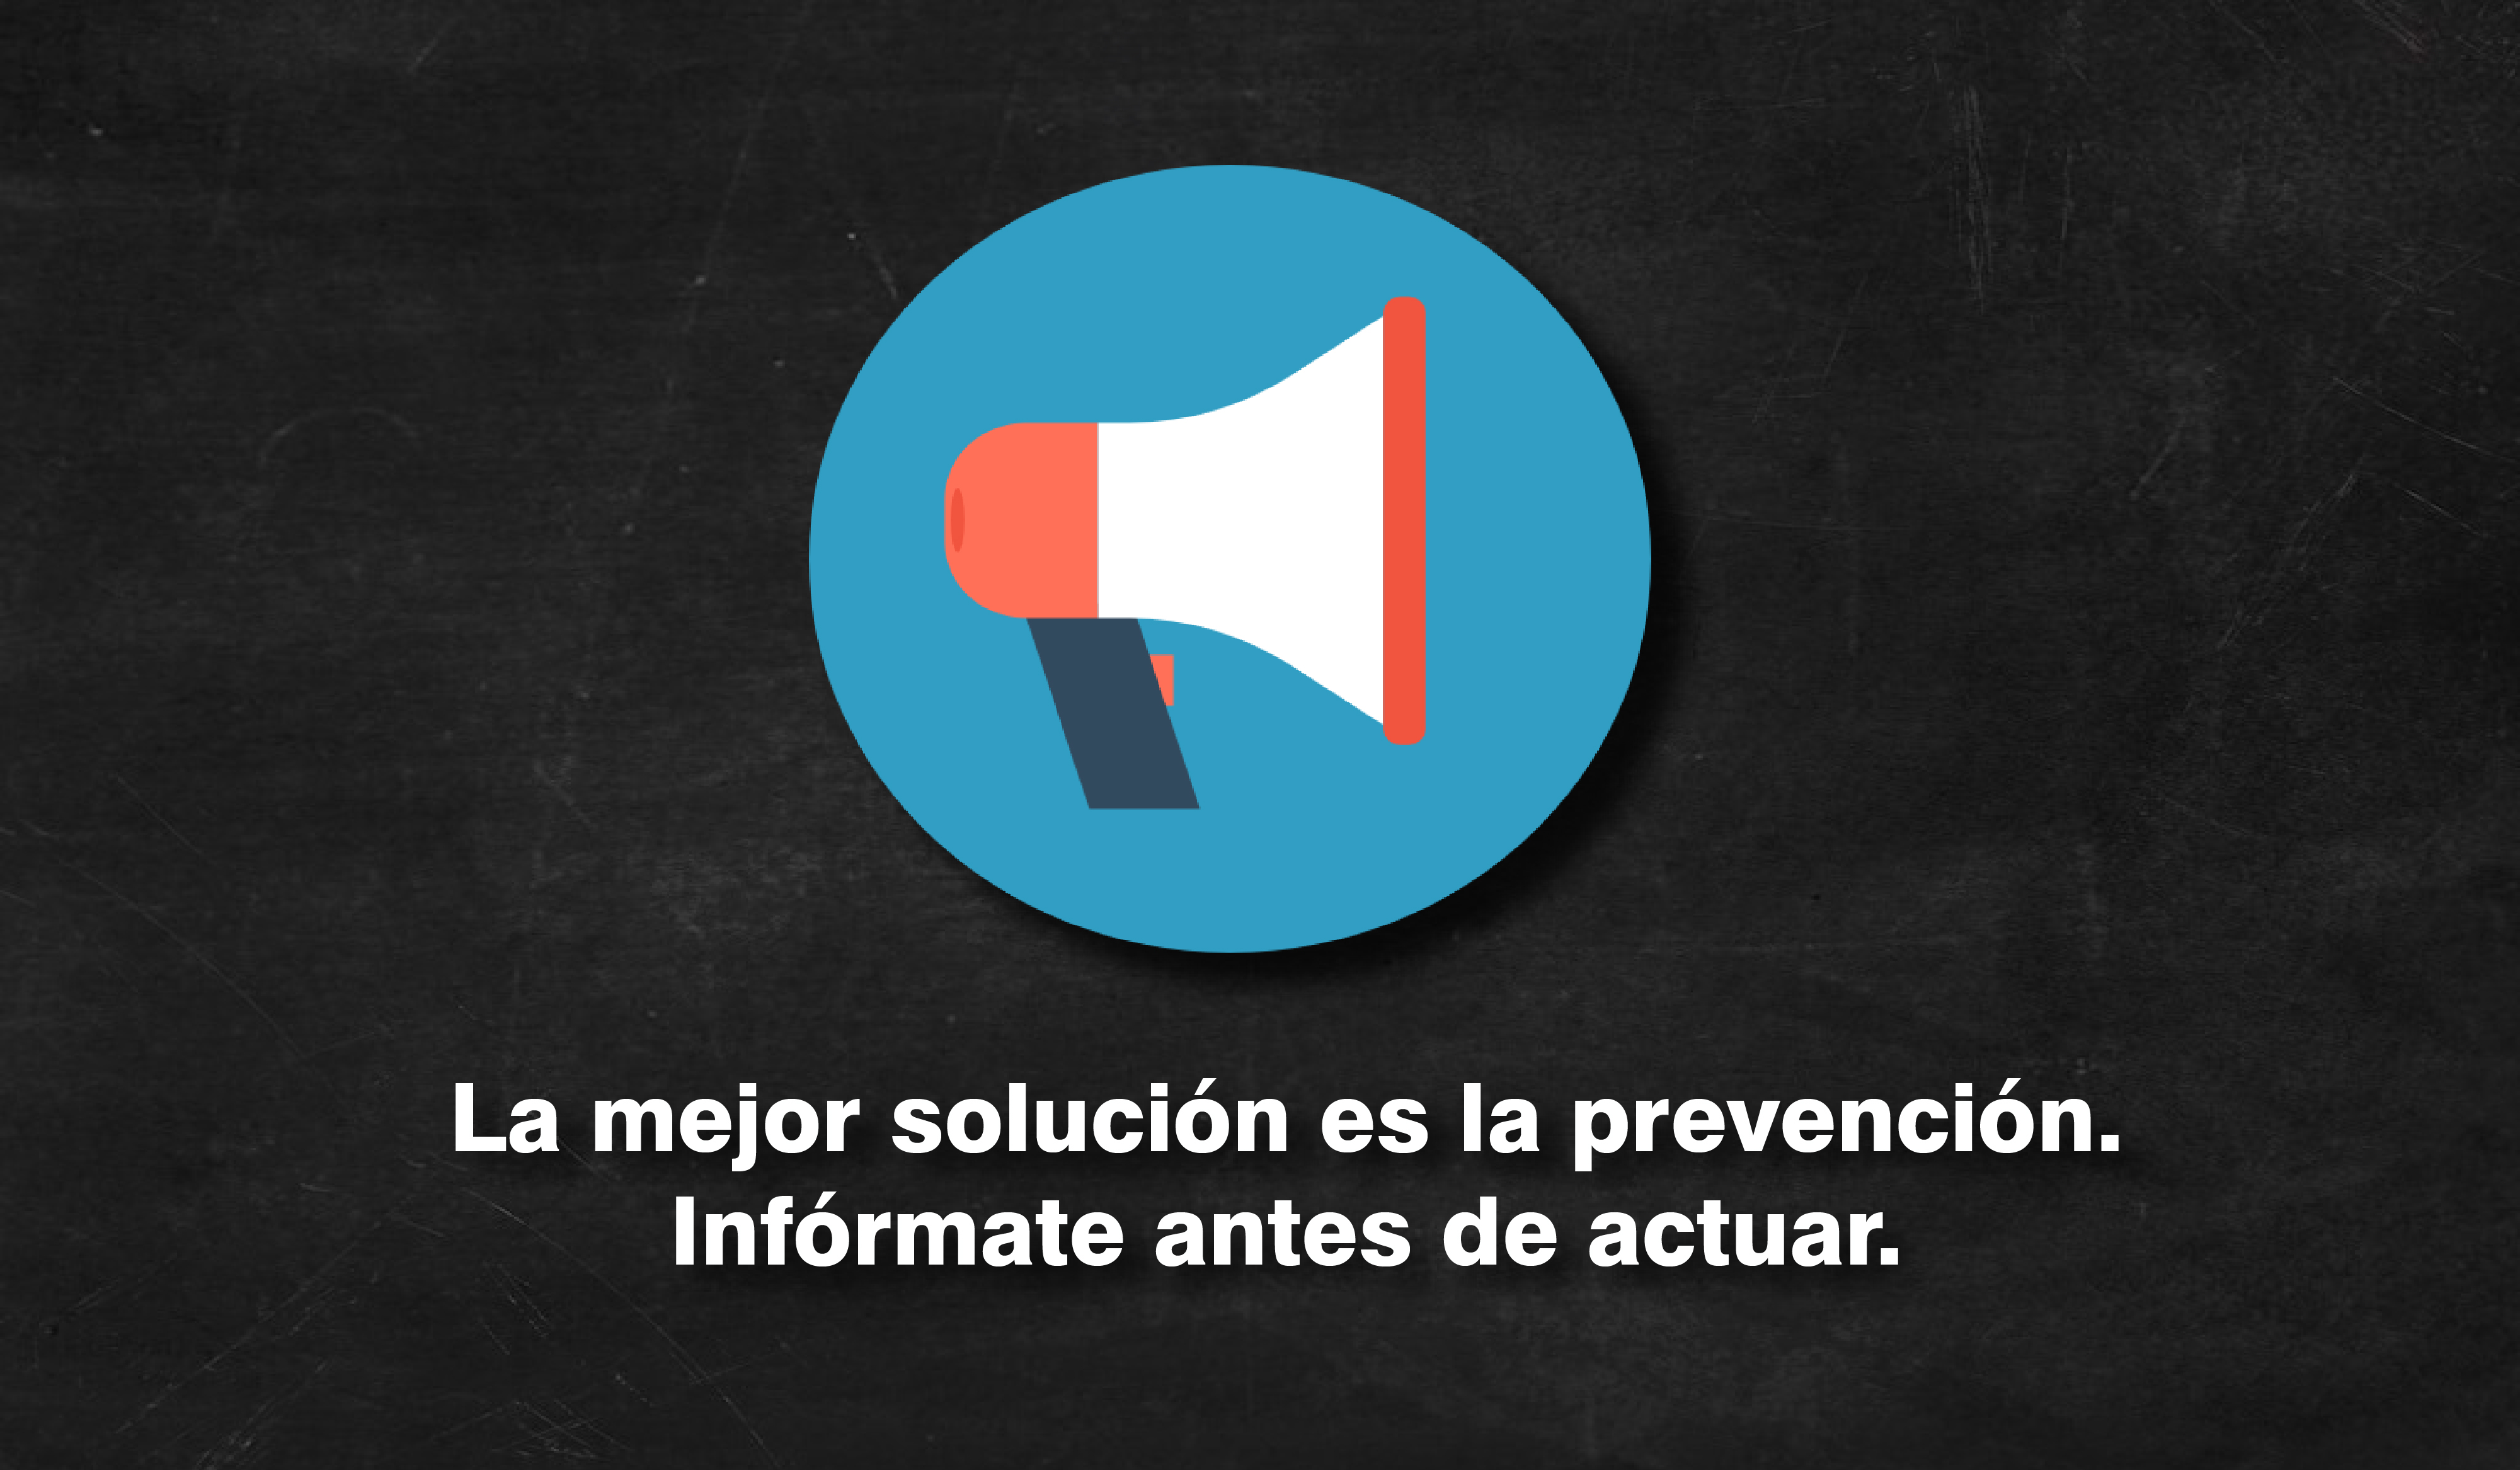 La mejor solución es la prevención.
Infórmate antes de actuar.